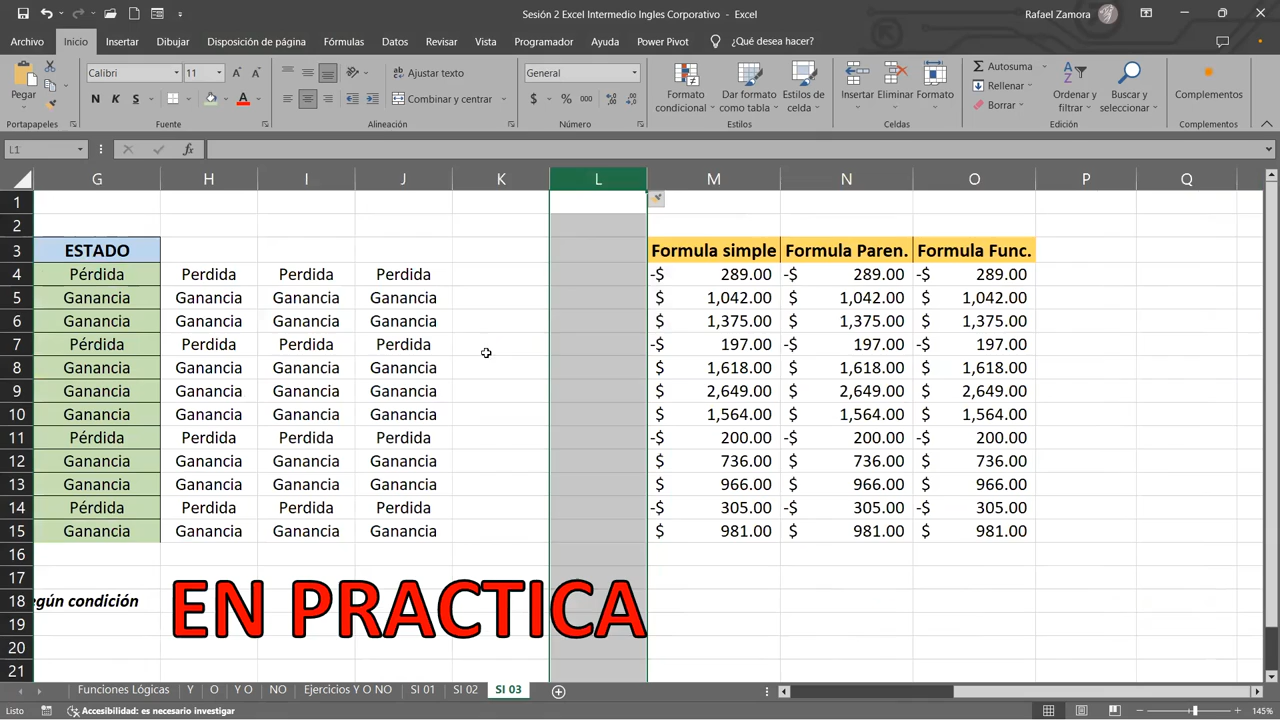 Sesión 2 Excel Intermedio Ingles Corporativo - Excel
Rafael Zamora
Archivo Inicio Insertar Dibujar Disposición de página Fórmulas Datos Revisar Vista Programador Ayuda Power Pivot ¿Qué desea hacer?
Pegar
Calibri 11
N K S
Ajustar texto
Combinar y centrar
General
$ % 000
Formato condicional
Dar formato como tabla
Estilos de celda
Insertar Eliminar Formato
Autosuma
Rellenar
Borrar
Ordenar y filtrar
Buscar y seleccionar
Complementos
Portapapeles Fuente Alineación Número Estilos Celdas Edición Complementos
L1 fx
G H I J K L M N O P Q
1
2
3 ESTADO Formula simple Formula Paren. Formula Func.
4 Pérdida Perdida Perdida Perdida -$ 289.00 -$ 289.00 -$ 289.00
5 Ganancia Ganancia Ganancia Ganancia $ 1,042.00 $ 1,042.00 $ 1,042.00
6 Ganancia Ganancia Ganancia Ganancia $ 1,375.00 $ 1,375.00 $ 1,375.00
7 Pérdida Perdida Perdida Perdida -$ 197.00 -$ 197.00 -$ 197.00
8 Ganancia Ganancia Ganancia Ganancia $ 1,618.00 $ 1,618.00 $ 1,618.00
9 Ganancia Ganancia Ganancia Ganancia $ 2,649.00 $ 2,649.00 $ 2,649.00
10 Ganancia Ganancia Ganancia Ganancia $ 1,564.00 $ 1,564.00 $ 1,564.00
11 Pérdida Perdida Perdida Perdida -$ 200.00 -$ 200.00 -$ 200.00
12 Ganancia Ganancia Ganancia Ganancia $ 736.00 $ 736.00 $ 736.00
13 Ganancia Ganancia Ganancia Ganancia $ 966.00 $ 966.00 $ 966.00
14 Pérdida Perdida Perdida Perdida -$ 305.00 -$ 305.00 -$ 305.00
15 Ganancia Ganancia Ganancia Ganancia $ 981.00 $ 981.00 $ 981.00
16
17
18 egún condición
EN PRACTICA
19
20
21
Funciones Lógicas Y O Y O NO Ejercicios Y O NO SI 01 SI 02 SI 03
Listo Accesibilidad: es necesario investigar 145%